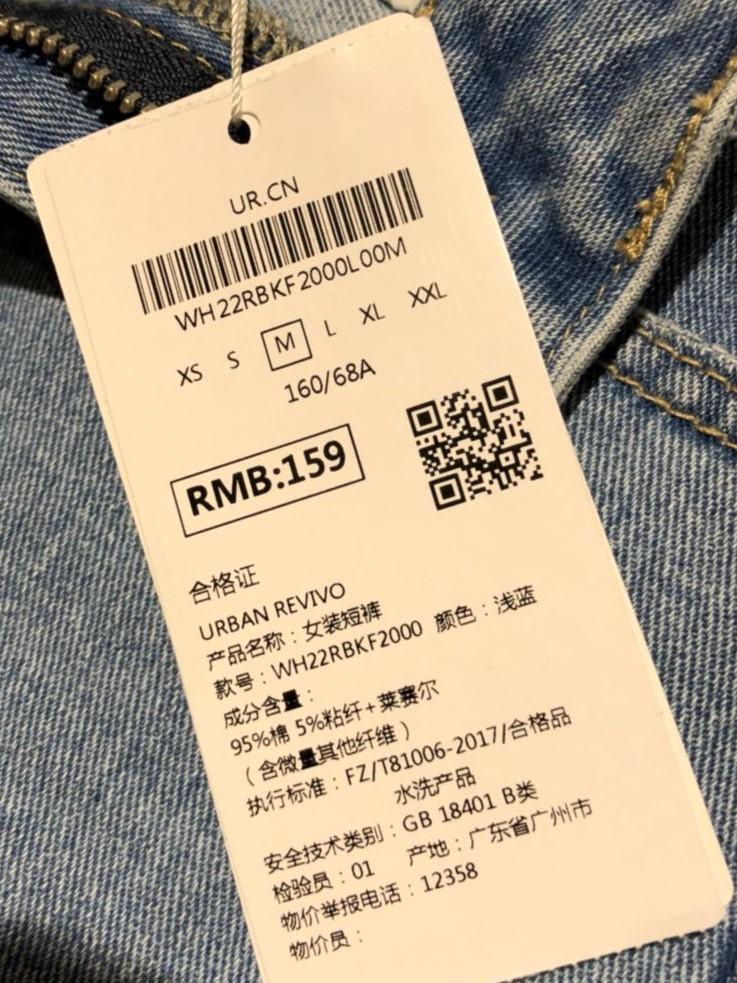 UR.CN
WH22RBKF2000L00M
XS S M L XL XXL
160/68A
RMB:159
合格证
URBAN REVIVO
产品名称：女装短裤
款号：WH22RBKF2000 颜色：浅蓝
成分含量：
95%棉 5%粘纤+莱赛尔
（含微量其他纤维）
执行标准：FZ/T81006-2017/合格品
水洗产品
安全技术类别：GB 18401 B类
检验员：01 产地：广东省广州市
物价举报电话：12358
物价员：